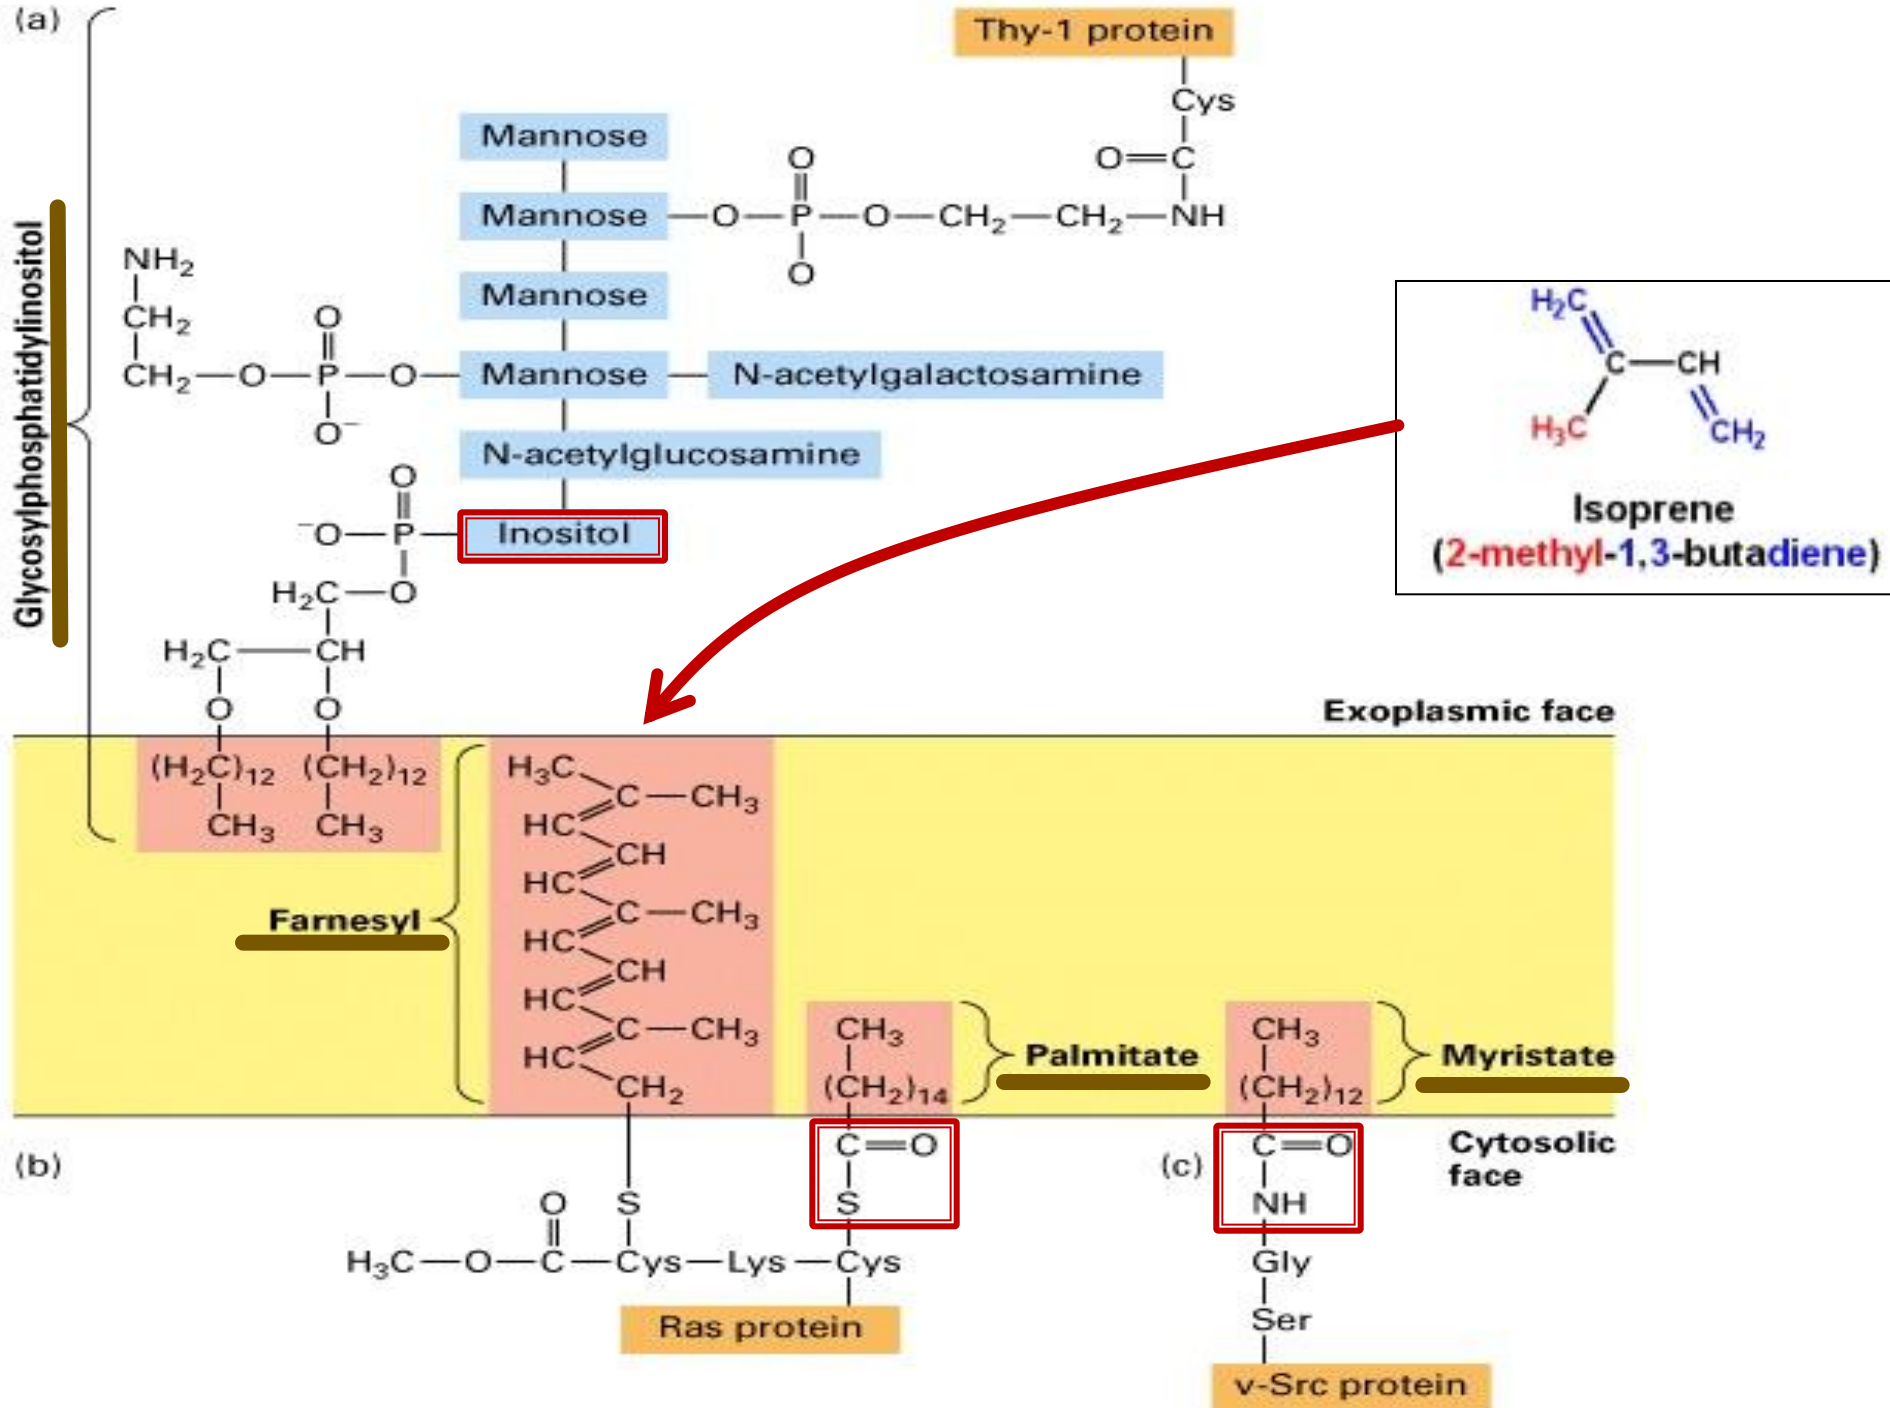 (a)
Thy-1 protein
Cys
O=C
NH
Mannose
Mannose—O—P—O—CH₂—CH₂—NH
O
O
Mannose
NH₂
CH₂
CH₂—O—P—O—Mannose—N-acetylgalactosamine
O
O⁻
N-acetylglucosamine
O
⁻O—P—Inositol
H₂C—O
H₂C—CH
O O
Glycosylphosphatidylinositol
H₂C
C—CH
H₃C
CH₂
Isoprene
(2-methyl-1,3-butadiene)
Exoplasmic face
(H₂C)₁₂ (CH₂)₁₂
CH₃ CH₃
Farnesyl
H₃C
C—CH₃
HC
CH
HC
C—CH₃
HC
CH
HC
C—CH₃
HC
CH₂
CH₃
(CH₂)₁₄
Palmitate
CH₃
(CH₂)₁₂
Myristate
Cytosolic
face
(b)
O
S
C=O
S
H₃C—O—C—Cys—Lys—Cys
Ras protein
(c)
C=O
NH
Gly
Ser
v-Src protein